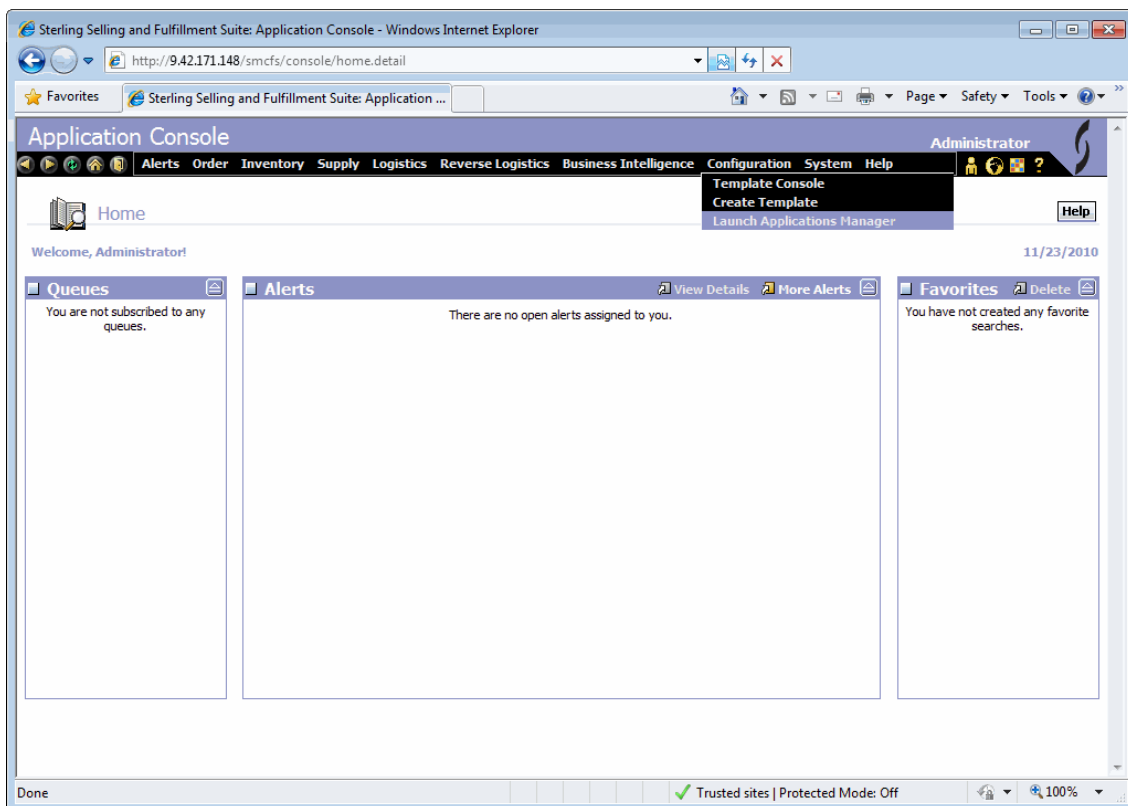 Sterling Selling and Fulfillment Suite: Application Console - Windows Internet Explorer
http://9.42.171.148/smcfs/console/home.detail
Favorites
Sterling Selling and Fulfillment Suite: Application ...
Page
Safety
Tools
Application Console
Administrator
Alerts Order Inventory Supply Logistics Reverse Logistics Business Intelligence Configuration System Help
Template Console
Create Template
Launch Applications Manager
Home
Help
Welcome, Administrator!
11/23/2010
Queues
You are not subscribed to any
queues.
Alerts
View Details
More Alerts
There are no open alerts assigned to you.
Favorites
Delete
You have not created any favorite
searches.
Done
Trusted sites | Protected Mode: Off
100%